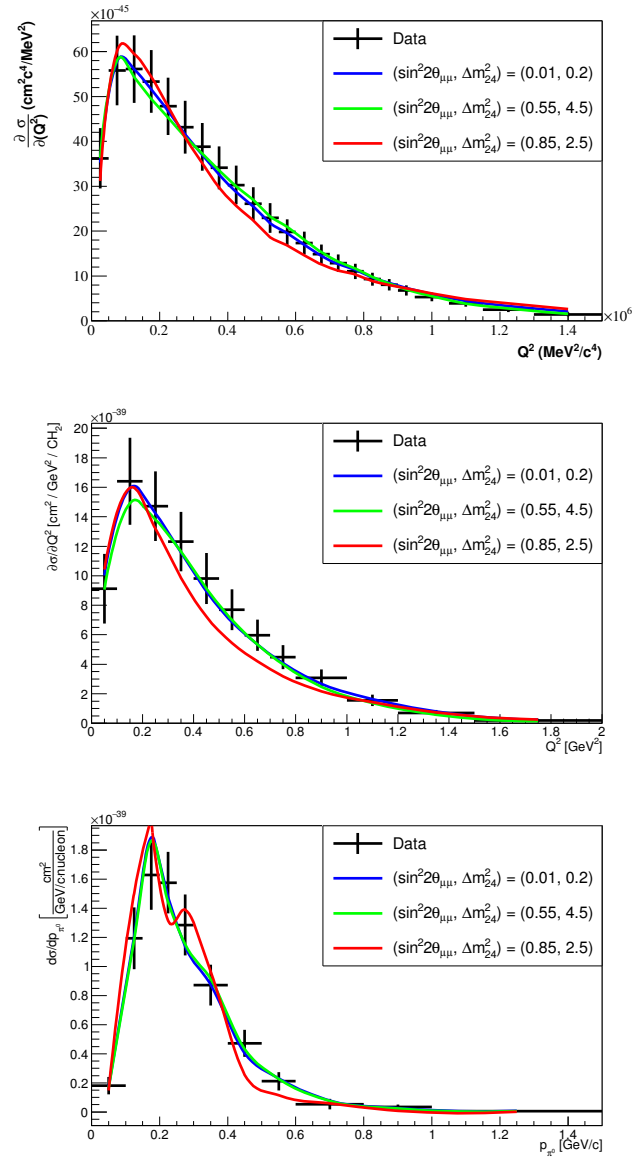 ×10⁻⁴⁵
∂ σ/∂(Q²) (cm²c⁴/MeV²)
Data
(sin²2θμμ, Δm²₂₄) = (0.01, 0.2)
(sin²2θμμ, Δm²₂₄) = (0.55, 4.5)
(sin²2θμμ, Δm²₂₄) = (0.85, 2.5)
60
50
40
30
20
10
0
0 0.2 0.4 0.6 0.8 1 1.2 1.4
×10⁶
Q² (MeV²/c⁴)
×10⁻³⁹
∂σ/∂Q² [cm² / GeV² / CH₂]
Data
(sin²2θμμ, Δm²₂₄) = (0.01, 0.2)
(sin²2θμμ, Δm²₂₄) = (0.55, 4.5)
(sin²2θμμ, Δm²₂₄) = (0.85, 2.5)
20
18
16
14
12
10
8
6
4
2
0
0 0.2 0.4 0.6 0.8 1 1.2 1.4 1.6 1.8 2
Q² [GeV²]
×10⁻³⁹
dσ/dp_π⁰ [cm²/GeV/cnucleon]
Data
(sin²2θμμ, Δm²₂₄) = (0.01, 0.2)
(sin²2θμμ, Δm²₂₄) = (0.55, 4.5)
(sin²2θμμ, Δm²₂₄) = (0.85, 2.5)
1.8
1.6
1.4
1.2
1
0.8
0.6
0.4
0.2
0
0 0.2 0.4 0.6 0.8 1 1.2 1.4
p_π⁰ [GeV/c]